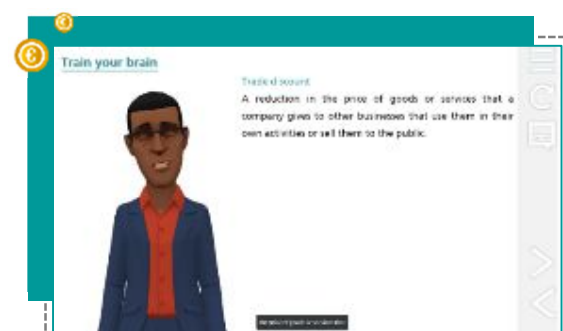 Train your brain
Trade discount
A reduction in the price of goods or services that a
company gives to other businesses that use them in their
own activities or sell them to the public.